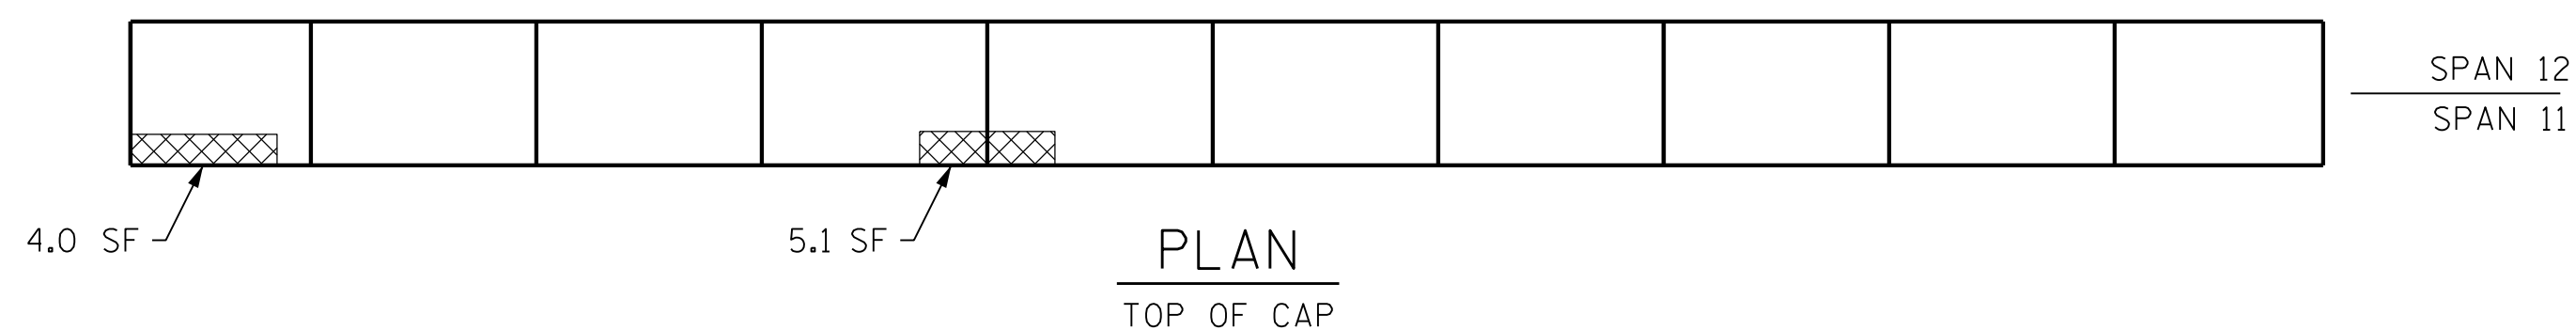 SPAN 12
SPAN 11
4.0 SF
5.1 SF
PLAN
TOP OF CAP